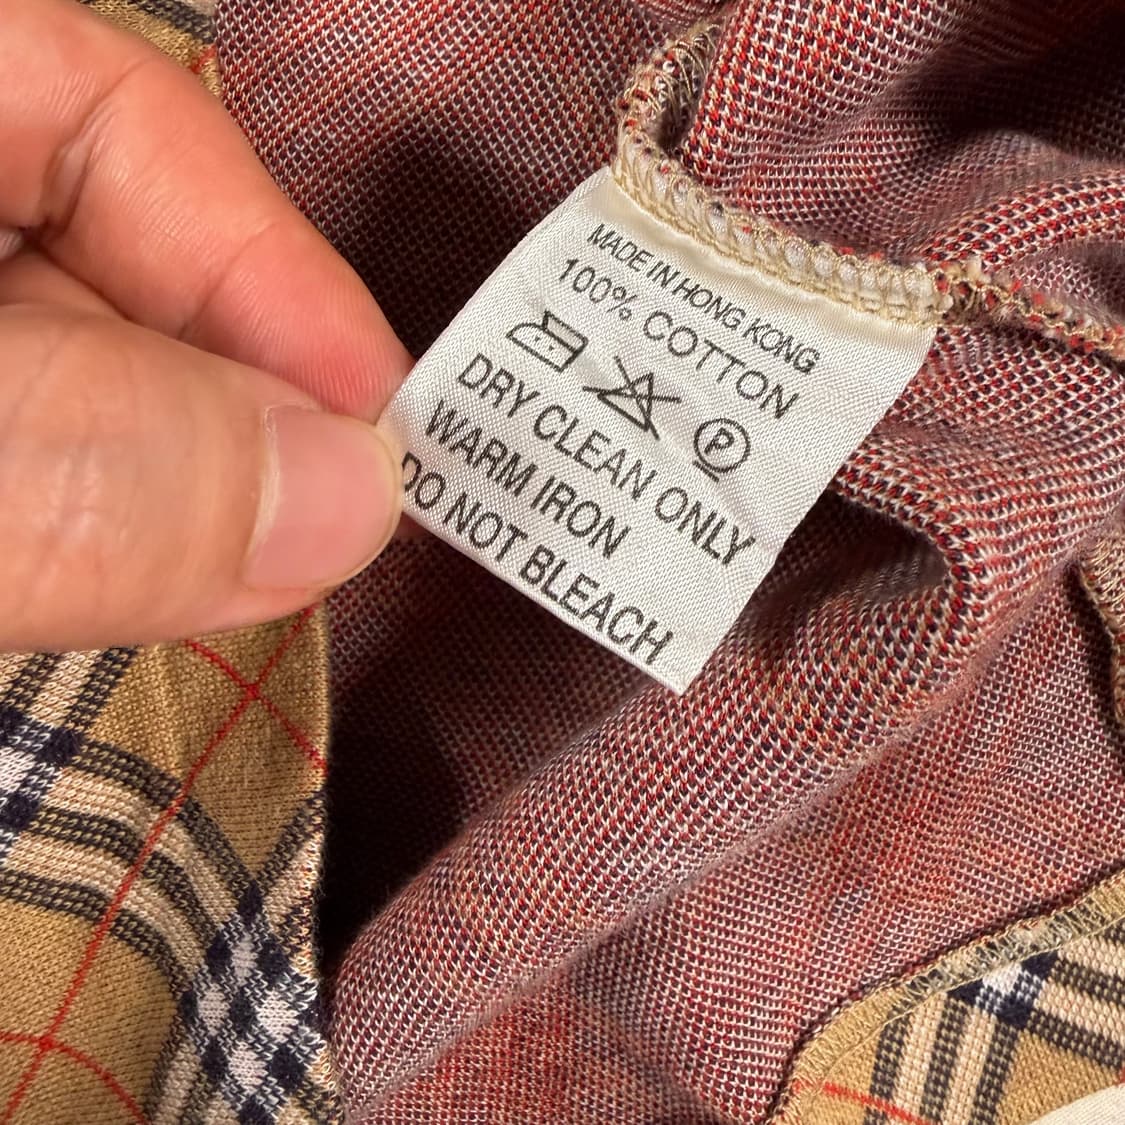 MADE IN HONG KONG
100% COTTON
P
DRY CLEAN ONLY
WARM IRON
DO NOT BLEACH